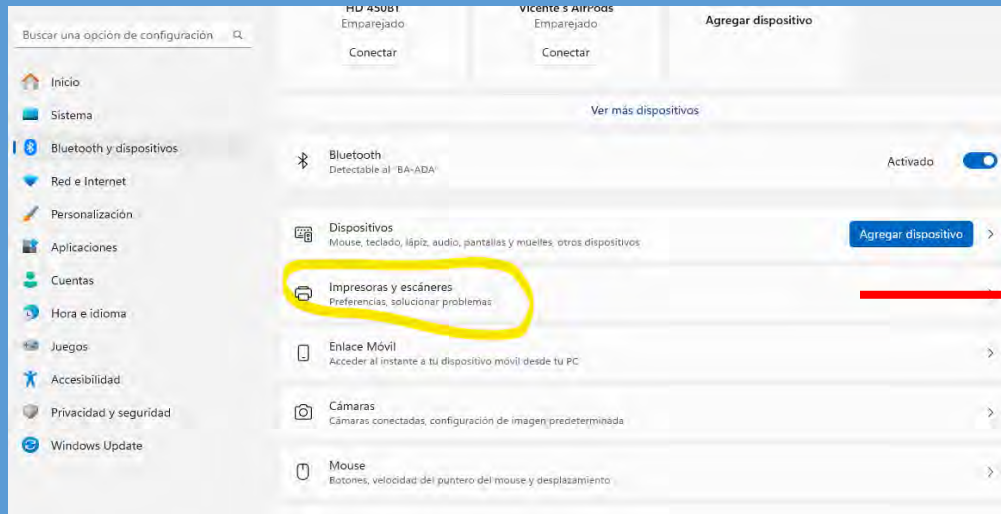 HD 450BT
Emparejado
Conectar
Vicente's AirPods
Emparejado
Conectar
Agregar dispositivo
Buscar una opción de configuración
Inicio
Sistema
Bluetooth y dispositivos
Red e Internet
Personalización
Aplicaciones
Cuentas
Hora e idioma
Juegos
Accesibilidad
Privacidad y seguridad
Windows Update
Ver más dispositivos
Bluetooth
Detectable al "BA-ADA"
Activado
Dispositivos
Mouse, teclado, lápiz, audio, pantallas y muelles, otros dispositivos
Agregar dispositivo
Impresoras y escáneres
Preferencias, solucionar problemas
Enlace Móvil
Acceder al instante a tu dispositivo móvil desde tu PC
Cámaras
Cámaras conectadas, configuración de imagen predeterminada
Mouse
Botones, velocidad del puntero del mouse y desplazamiento